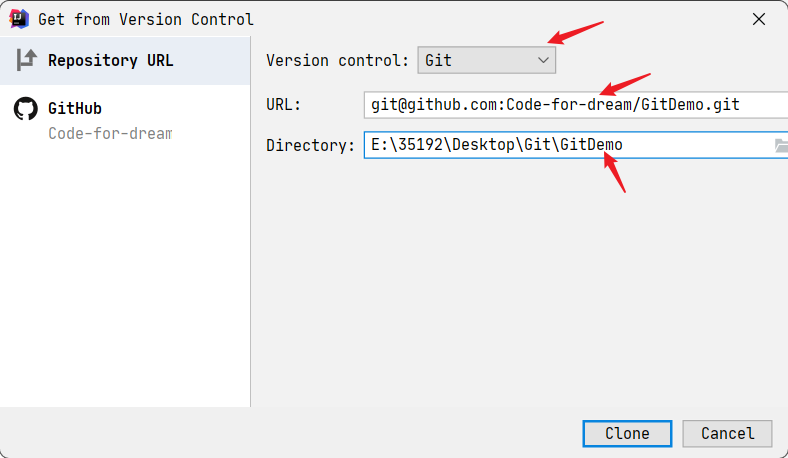 Get from Version Control
Repository URL
GitHub
Code-for-dream
Version control: Git
URL: git@github.com:Code-for-dream/GitDemo.git
Directory: E:\35192\Desktop\Git\GitDemo
Clone
Cancel